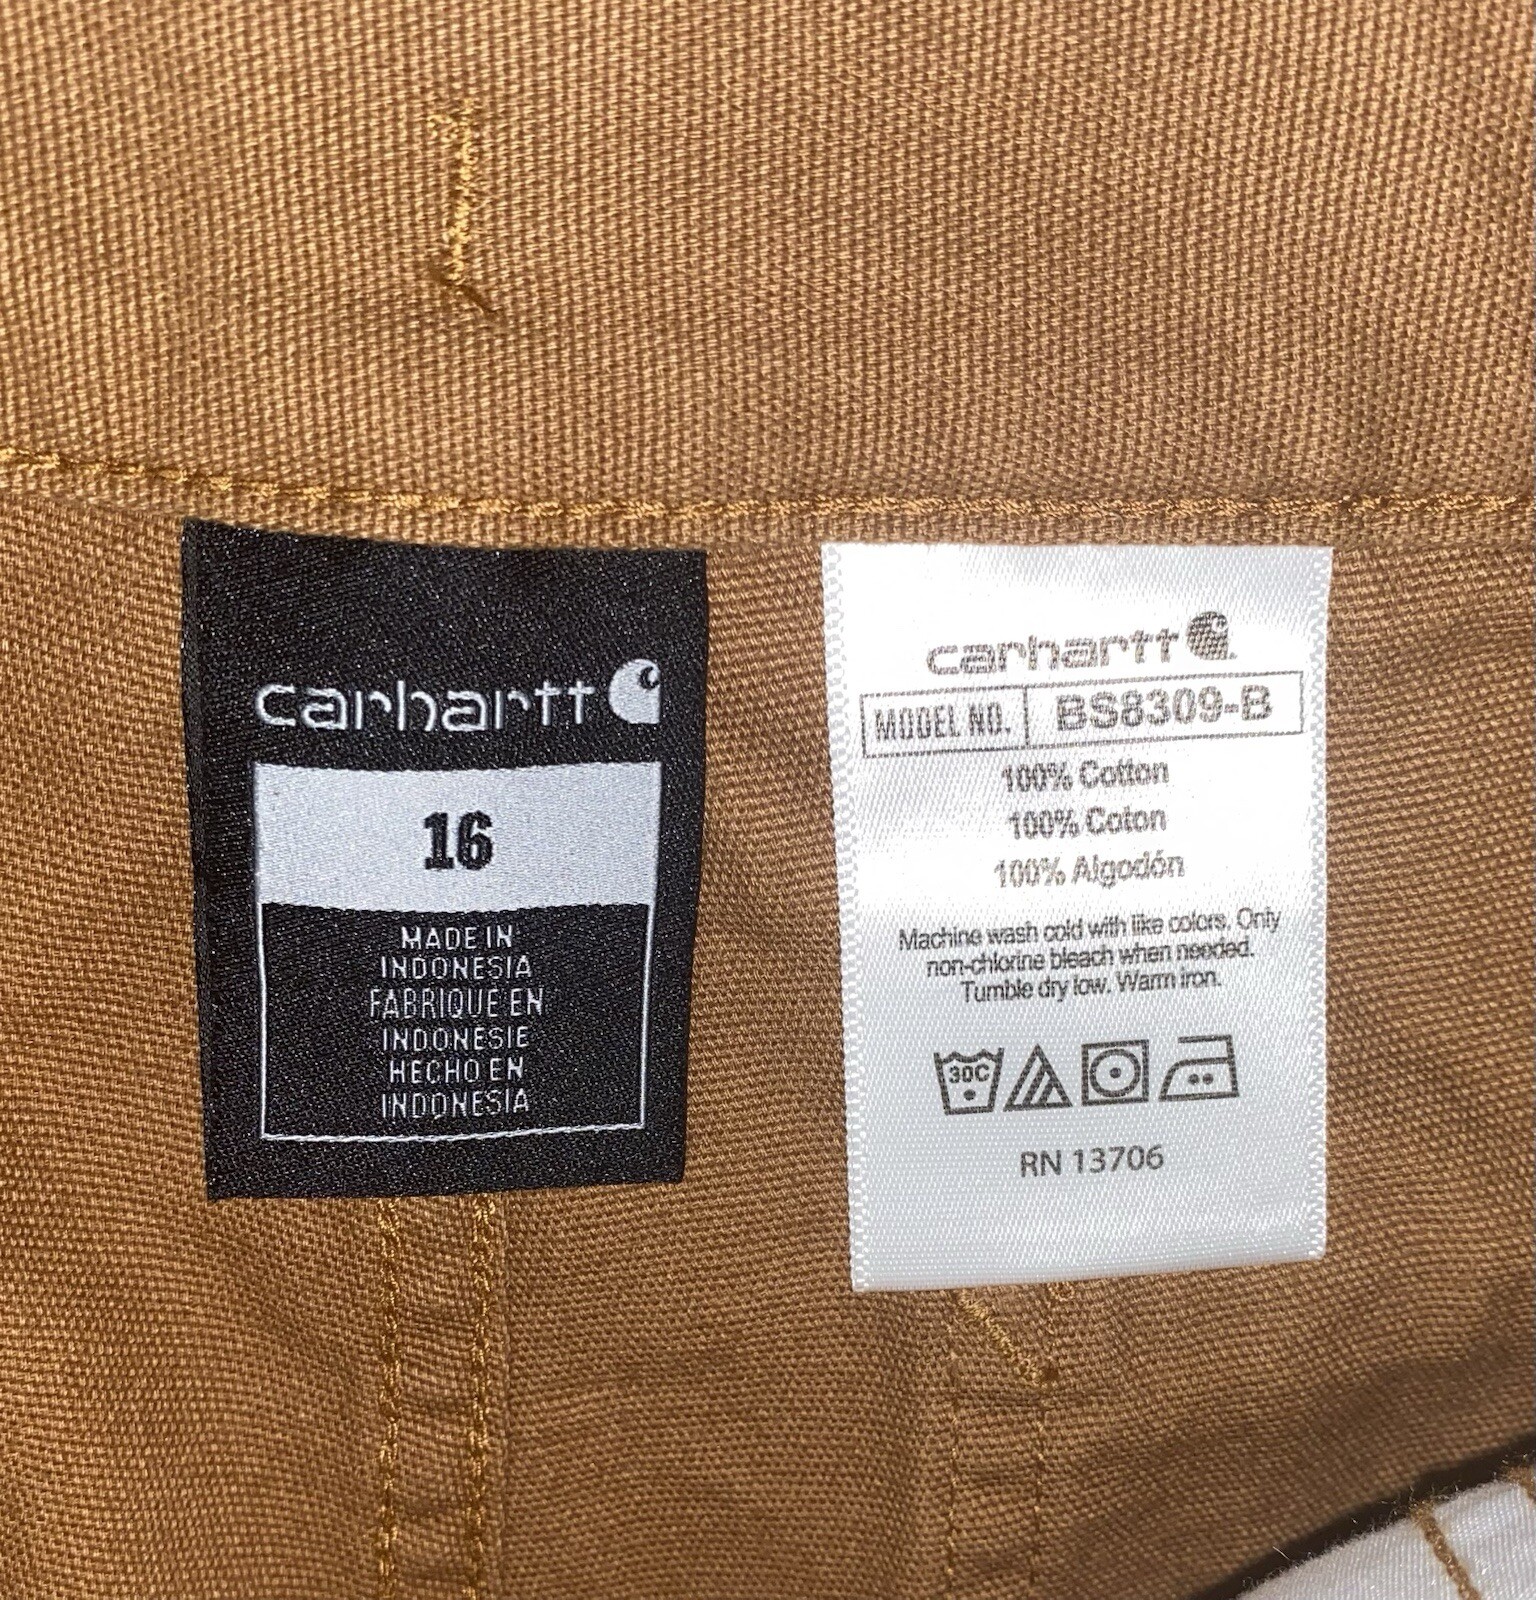 carhartt
16
MADE IN
INDONESIA
FABRIQUÉ EN
INDONESIE
HECHO EN
INDONESIA
carhartt
MODEL NO. BS8309-B
100% Cotton
100% Coton
100% Algodón
Machine wash cold with like colors. Only
non-chlorine bleach when needed.
Tumble dry low. Warm iron.
30C
RN 13706